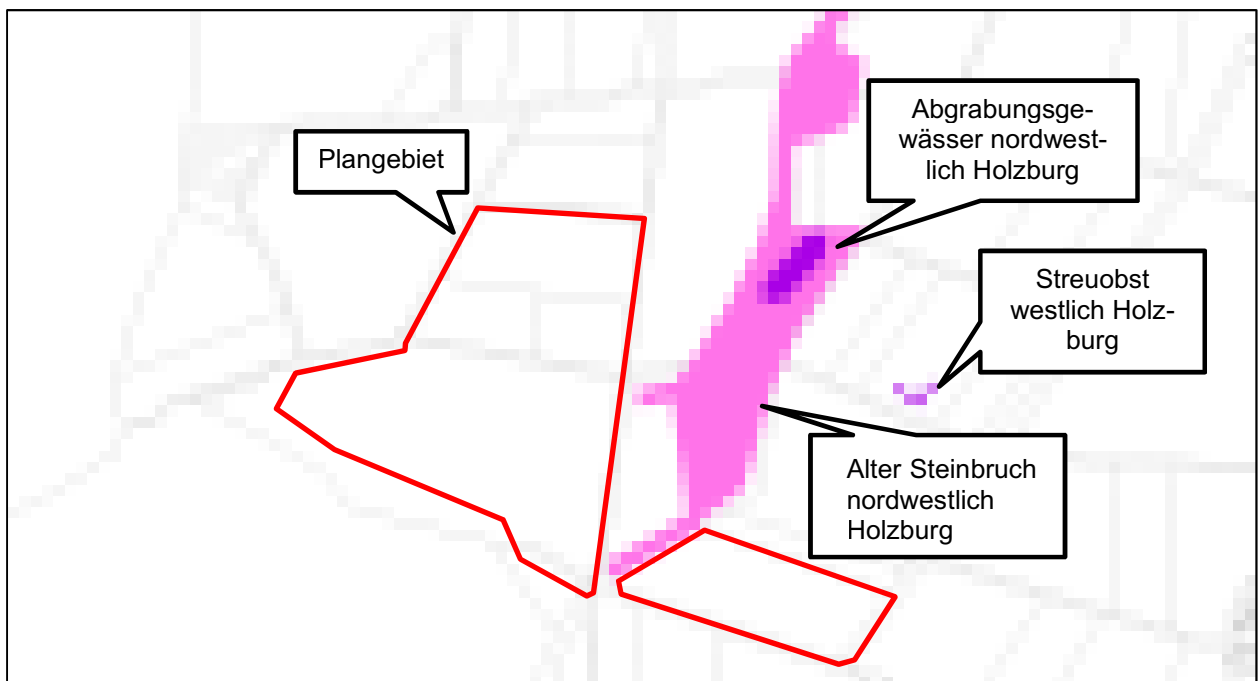 Plangebiet
Abgrabungsge-
wässer nordwest-
lich Holzburg
Streuobst
westlich Holz-
burg
Alter Steinbruch
nordwestlich
Holzburg